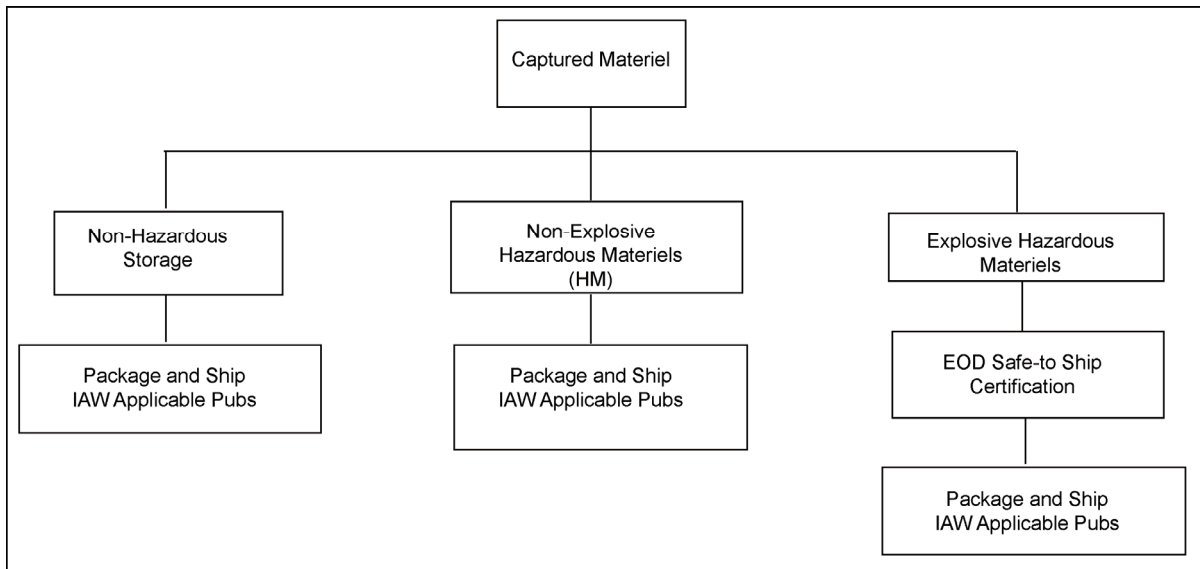 Captured Materiel
Non-Hazardous
Storage
Non-Explosive
Hazardous Materiels
(HM)
Explosive Hazardous
Materiels
Package and Ship
IAW Applicable Pubs
Package and Ship
IAW Applicable Pubs
EOD Safe-to Ship
Certification
Package and Ship
IAW Applicable Pubs